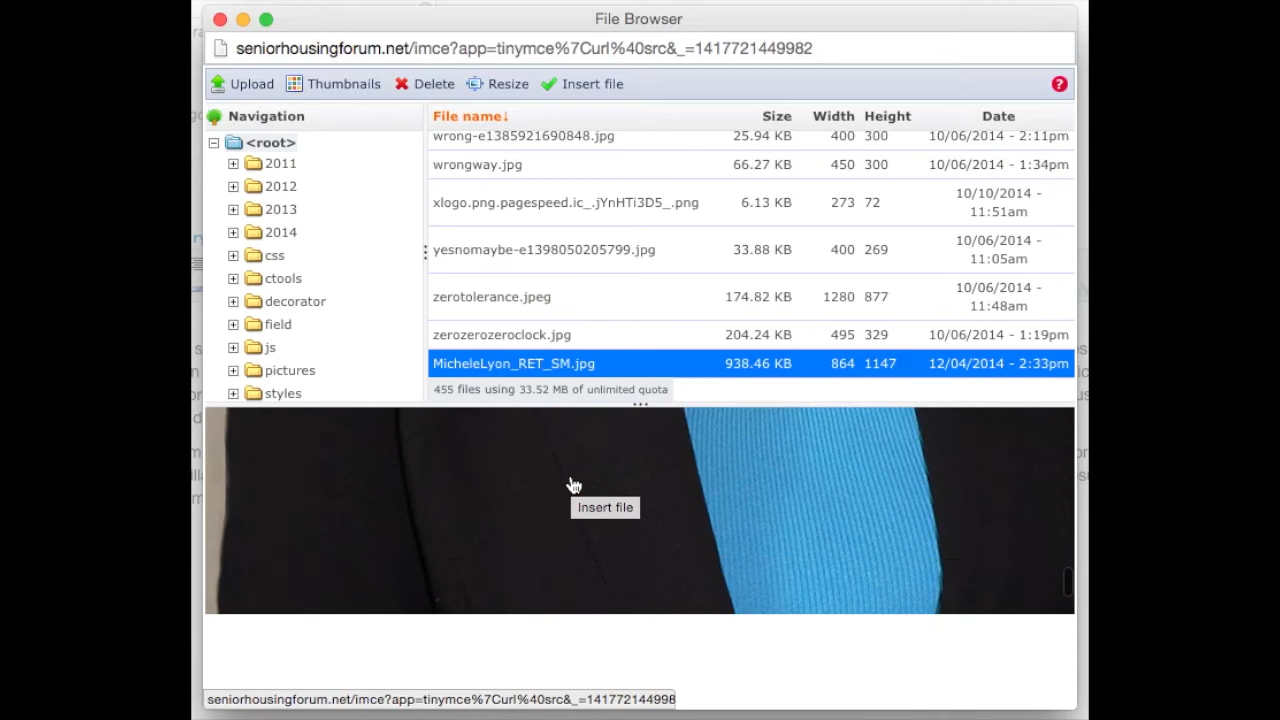 File Browser
seniorhousingforum.net/imce?app=tinymce%7Curl%40src&_=1417721449982
Upload Thumbnails Delete Resize Insert file ?
Navigation File name↓ Size Width Height Date
<root>
2011
2012
2013
2014
css
ctools
decorator
field
js
pictures
styles
wrong-e1385921690848.jpg 25.94 KB 400 300 10/06/2014 - 2:11pm
wrongway.jpg 66.27 KB 450 300 10/06/2014 - 1:34pm
xlogo.png.pagespeed.ic_.jYnHTi3D5_.png 6.13 KB 273 72 10/10/2014 -
11:51am
yesnomaybe-e1398050205799.jpg 33.88 KB 400 269 10/06/2014 -
11:05am
zerotolerance.jpeg 174.82 KB 1280 877 10/06/2014 -
11:48am
zerozerozeroclock.jpg 204.24 KB 495 329 10/06/2014 - 1:19pm
MicheleLyon_RET_SM.jpg 938.46 KB 864 1147 12/04/2014 - 2:33pm
455 files using 33.52 MB of unlimited quota
Insert file
seniorhousingforum.net/imce?app=tinymce%7Curl%40src&_=141772144998